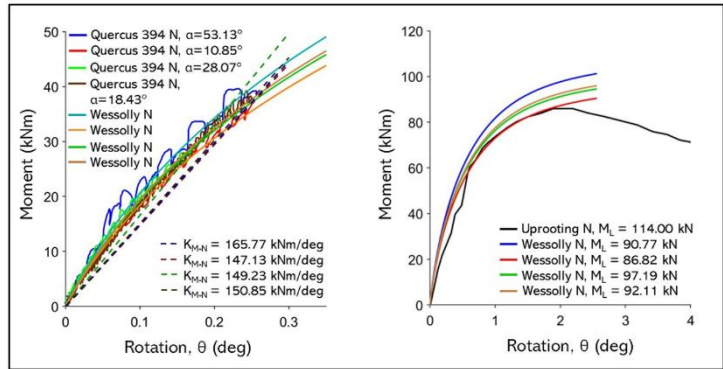 50
40
30
20
10
0
Moment (kNm)
Quercus 394 N, α=53.13°
Quercus 394 N, α=10.85°
Quercus 394 N, α=28.07°
Quercus 394 N,
α=18.43°
Wessolly N
Wessolly N
Wessolly N
Wessolly N
K_M-N = 165.77 kNm/deg
K_M-N = 147.13 kNm/deg
K_M-N = 149.23 kNm/deg
K_M-N = 150.85 kNm/deg
0 0.1 0.2 0.3
Rotation, θ (deg)
120
100
80
60
40
20
0
Moment (kNm)
Uprooting N, M_L = 114.00 kN
Wessolly N, M_L = 90.77 kN
Wessolly N, M_L = 86.82 kN
Wessolly N, M_L = 97.19 kN
Wessolly N, M_L = 92.11 kN
0 1 2 3 4
Rotation, θ (deg)